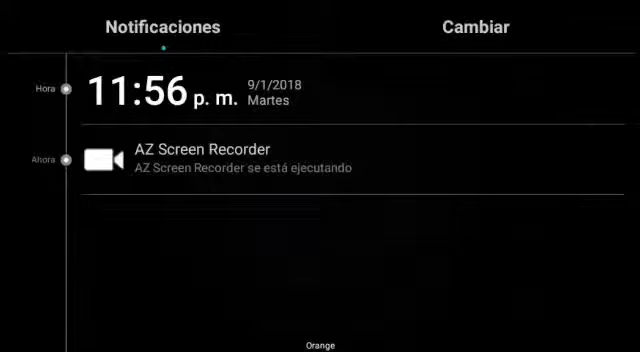 Notificaciones
Cambiar
Hora
11:56 p. m.
9/1/2018
Martes
Ahora
AZ Screen Recorder
AZ Screen Recorder se está ejecutando
Orange